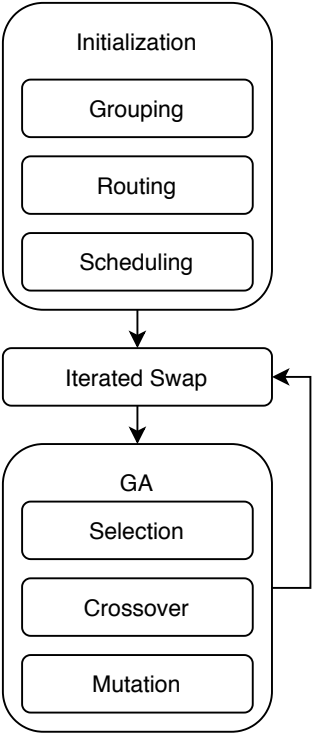 Initialization
Grouping
Routing
Scheduling
Iterated Swap
GA
Selection
Crossover
Mutation